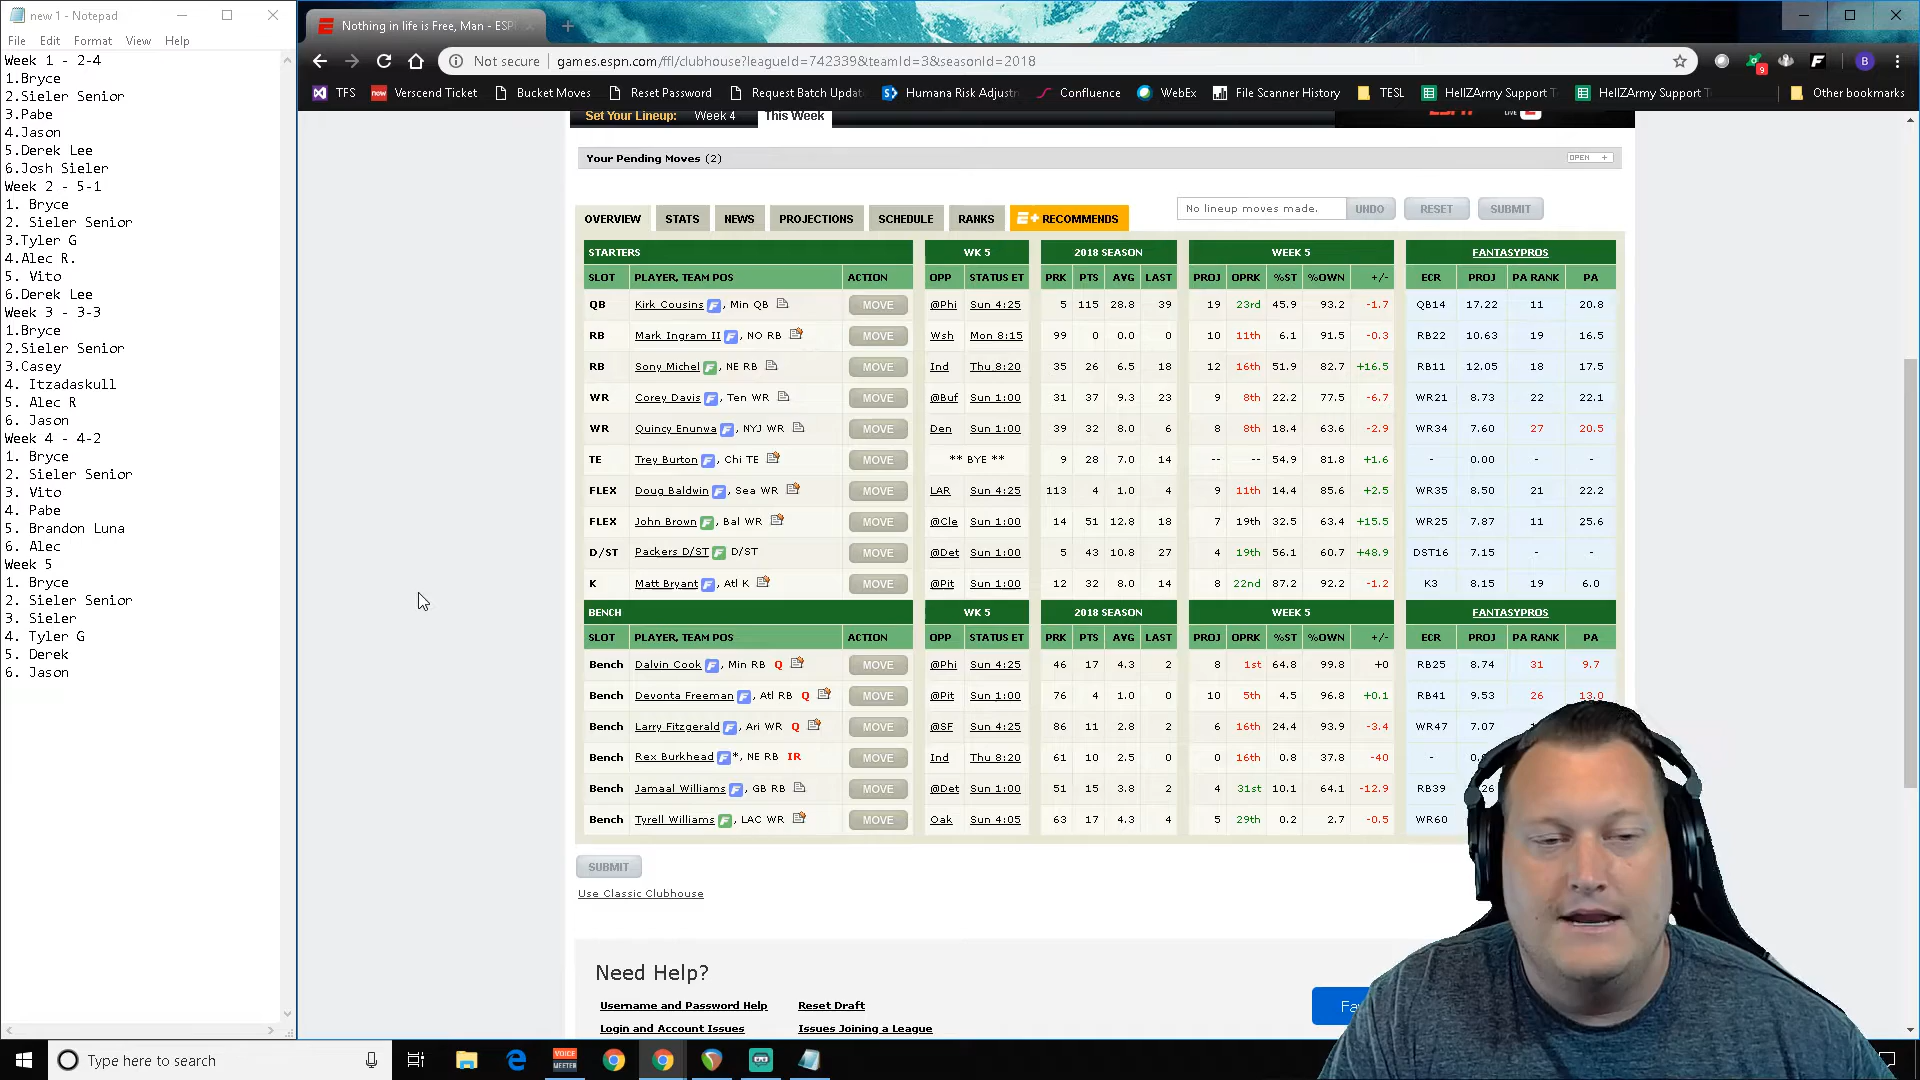 new 1 - Notepad
File Edit Format View Help
Week 1 - 2-4
1.Bryce
2.Sieler Senior
3.Pabe
4.Jason
5.Derek Lee
6.Josh Sieler
Week 2 - 5-1
1. Bryce
2. Sieler Senior
3.Tyler G
4.Alec R.
5. Vito
6.Derek Lee
Week 3 - 3-3
1.Bryce
2.Sieler Senior
3.Casey
4. Itzadaskull
5. Alec R
6. Jason
Week 4 - 4-2
1. Bryce
2. Sieler Senior
3. Vito
4. Pabe
5. Brandon Luna
6. Alec
Week 5
1. Bryce
2. Sieler Senior
3. Sieler
4. Tyler G
5. Derek
6. Jason
Nothing in life is Free, Man - ESP
Not secure games.espn.com/ffl/clubhouse?leagueId=742339&teamId=3&seasonId=2018
B
9
TFS Verscend Ticket Bucket Moves Reset Password Request Batch Updat Humana Risk Adjustm Confluence WebEx File Scanner History TESL HellZArmy Support T HellZArmy Support T Other bookmarks
Set Your Lineup: Week 4 This Week
Your Pending Moves (2) OPEN +
No lineup moves made. UNDO RESET SUBMIT
OVERVIEW STATS NEWS PROJECTIONS SCHEDULE RANKS E+ RECOMMENDS
STARTERS WK 5 2018 SEASON WEEK 5 FANTASYPROS
SLOT PLAYER, TEAM POS ACTION OPP STATUS ET PRK PTS AVG LAST PROJ OPRK %ST %OWN +/- ECR PROJ PA RANK PA
QB Kirk Cousins F, Min QB MOVE @Phi Sun 4:25 5 115 28.8 39 19 23rd 45.9 93.2 -1.7 QB14 17.22 11 20.8
RB Mark Ingram II F, NO RB MOVE Wsh Mon 8:15 99 0 0.0 0 10 11th 6.1 91.5 -0.3 RB22 10.63 19 16.5
RB Sony Michel F, NE RB MOVE Ind Thu 8:20 35 26 6.5 18 12 16th 51.9 82.7 +16.5 RB11 12.05 18 17.5
WR Corey Davis F, Ten WR MOVE @Buf Sun 1:00 31 37 9.3 23 9 8th 22.2 77.5 -6.7 WR21 8.73 22 22.1
WR Quincy Enunwa F, NYJ WR MOVE Den Sun 1:00 39 32 8.0 6 8 8th 18.4 63.6 -2.9 WR34 7.60 27 20.5
TE Trey Burton F, Chi TE MOVE ** BYE ** 9 28 7.0 14 -- -- 54.9 81.8 +1.6 - 0.00 - -
FLEX Doug Baldwin F, Sea WR MOVE LAR Sun 4:25 113 4 1.0 4 9 11th 14.4 85.6 +2.5 WR35 8.50 21 22.2
FLEX John Brown F, Bal WR MOVE @Cle Sun 1:00 14 51 12.8 18 7 19th 32.5 63.4 +15.5 WR25 7.87 11 25.6
D/ST Packers D/ST F D/ST MOVE @Det Sun 1:00 5 43 10.8 27 4 19th 56.1 60.7 +48.9 DST16 7.15 - -
K Matt Bryant F, Atl K MOVE @Pit Sun 1:00 12 32 8.0 14 8 22nd 87.2 92.2 -1.2 K3 8.15 19 6.0
BENCH WK 5 2018 SEASON WEEK 5 FANTASYPROS
SLOT PLAYER, TEAM POS ACTION OPP STATUS ET PRK PTS AVG LAST PROJ OPRK %ST %OWN +/- ECR PROJ PA RANK PA
Bench Dalvin Cook F, Min RB Q MOVE @Phi Sun 4:25 46 17 4.3 2 8 1st 64.8 99.8 +0 RB25 8.74 31 9.7
Bench Devonta Freeman F, Atl RB Q MOVE @Pit Sun 1:00 76 4 1.0 0 10 5th 4.5 96.8 +0.1 RB41 9.53 26 13.0
Bench Larry Fitzgerald F, Ari WR Q MOVE @SF Sun 4:25 86 11 2.8 2 6 16th 24.4 93.9 -3.4 WR47 7.07
Bench Rex Burkhead F*, NE RB IR MOVE Ind Thu 8:20 61 10 2.5 0 0 16th 0.8 37.8 -40 -
Bench Jamaal Williams F, GB RB MOVE @Det Sun 1:00 51 15 3.8 2 4 31st 10.1 64.1 -12.9 RB39
Bench Tyrell Williams F, LAC WR MOVE Oak Sun 4:05 63 17 4.3 4 5 29th 0.2 2.7 -0.5 WR60
SUBMIT
Use Classic Clubhouse
Need Help?
Username and Password Help Reset Draft
Login and Account Issues Issues Joining a League
Type here to search
VOICE MEETER